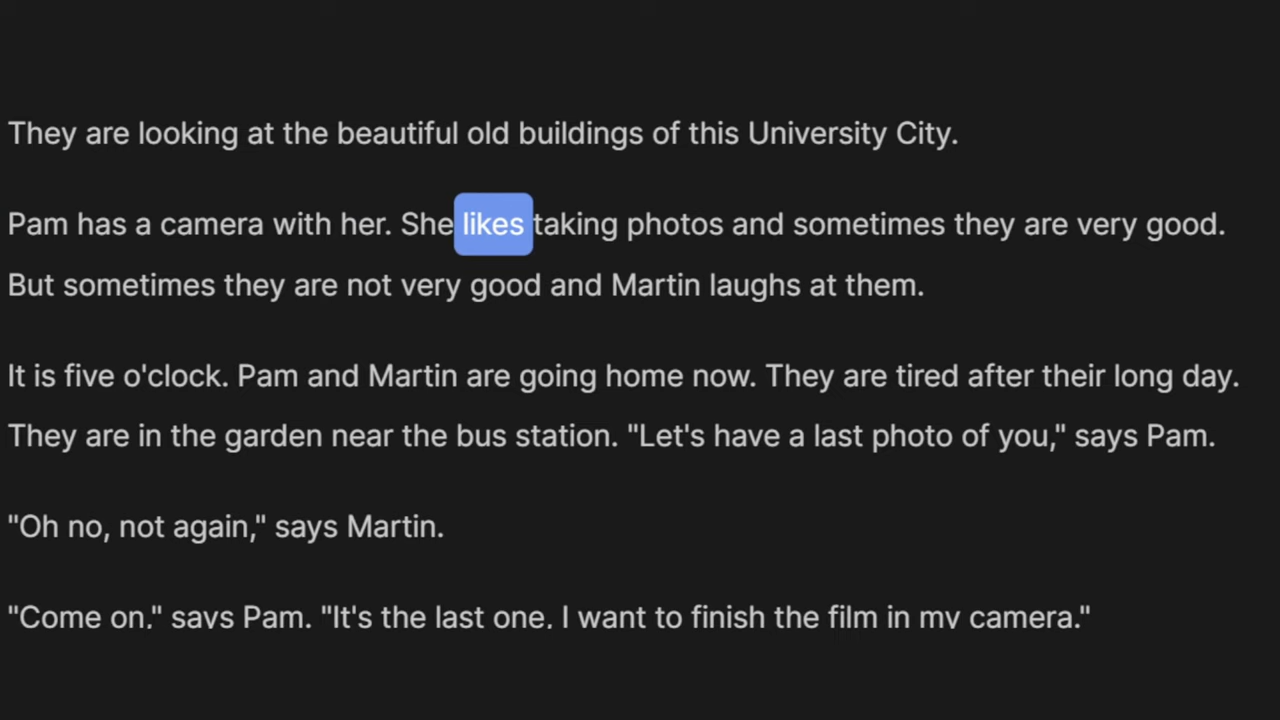 They are looking at the beautiful old buildings of this University City.
Pam has a camera with her. She likes taking photos and sometimes they are very good.
But sometimes they are not very good and Martin laughs at them.
It is five o'clock. Pam and Martin are going home now. They are tired after their long day.
They are in the garden near the bus station. "Let's have a last photo of you," says Pam.
"Oh no, not again," says Martin.
"Come on," says Pam. "It's the last one. I want to finish the film in my camera."